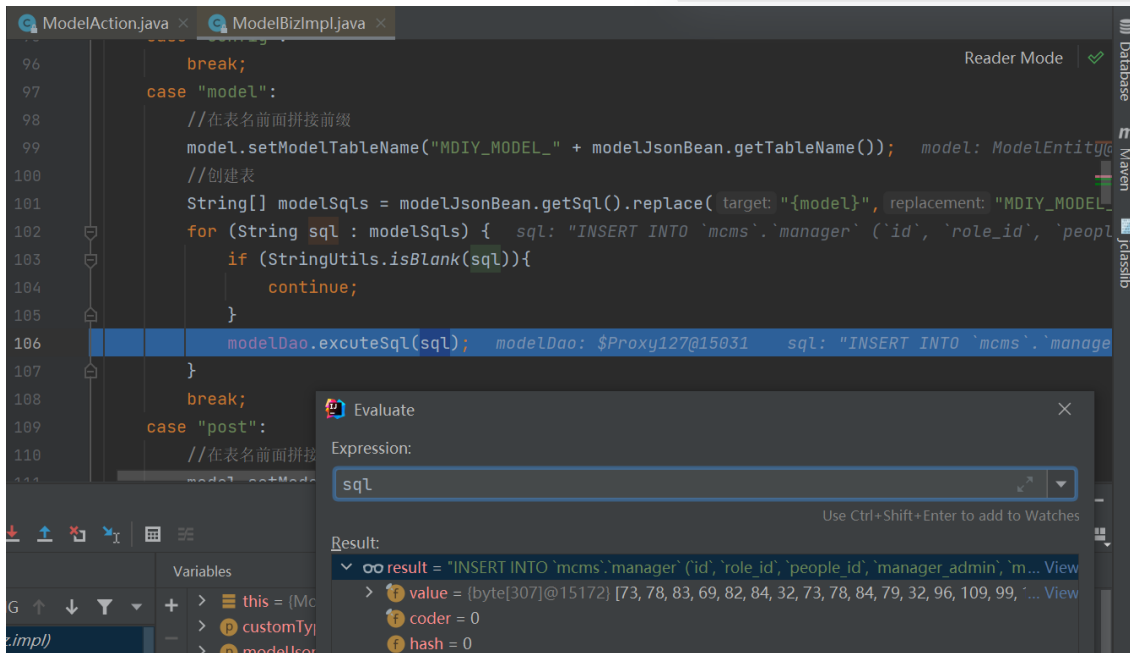 ModelAction.java
ModelBizImpl.java
Reader Mode
96 break;
97 case "model":
98 //在表名前面拼接前缀
99 model.setModelTableName("MDIY_MODEL_" + modelJsonBean.getTableName()); model: ModelEntity@
100 //创建表
101 String[] modelSqls = modelJsonBean.getSql().replace( target: "{model}", replacement: "MDIY_MODEL_
102 for (String sql : modelSqls) { sql: "INSERT INTO `mcms`.`manager` (`id`, `role_id`, `peopl
103 if (StringUtils.isBlank(sql)){
104 continue;
105 }
106 modelDao.excuteSql(sql); modelDao: $Proxy127@15031 sql: "INSERT INTO `mcms`.`manage
107 }
108 break;
109 case "post":
110 //在表名前面拼接
Database
Maven
jclasslib
Evaluate
Expression:
sql
Use Ctrl+Shift+Enter to add to Watches
Result:
result = "INSERT INTO `mcms`.`manager` (`id`, `role_id`, `people_id`, `manager_admin`, `m... View
value = {byte[307]@15172} [73, 78, 83, 69, 82, 84, 32, 73, 78, 84, 79, 32, 96, 109, 99, ... View
coder = 0
hash = 0
Variables
this = {Mc
customTyp
z.impl)